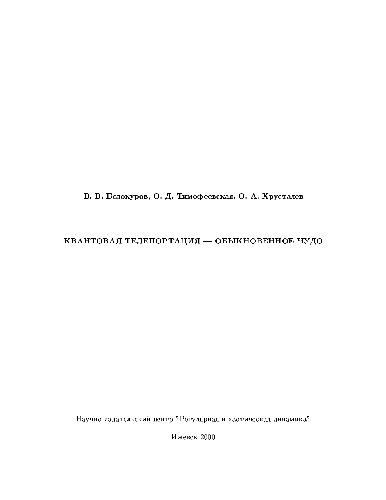 В. В. Белокуров, О. Д. Тимофеевская, О. А. Хрусталев
КВАНТОВАЯ ТЕЛЕПОРТАЦИЯ — ОБЫКНОВЕННОЕ ЧУДО
Научно-издательский центр "Регулярная и хаотическая динамика"
Ижевск 2000